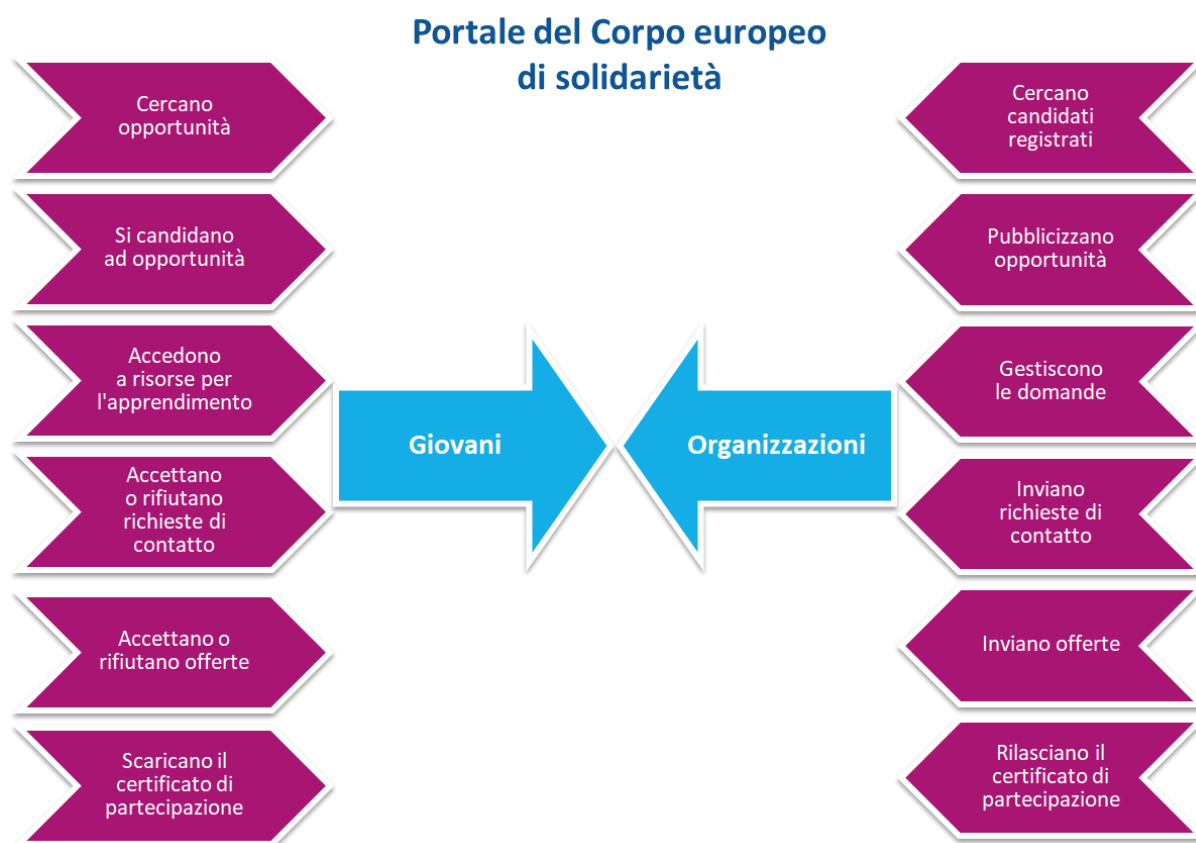 Portale del Corpo europeo
di solidarietà
Cercano
opportunità
Si candidano
ad opportunità
Accedono
a risorse per
l'apprendimento
Accettano
o rifiutano
richieste di
contatto
Accettano o
rifiutano offerte
Scaricano il
certificato di
partecipazione
Giovani
Organizzazioni
Cercano
candidati
registrati
Pubblicizzano
opportunità
Gestiscono
le domande
Inviano
richieste di
contatto
Inviano offerte
Rilasciano il
certificato di
partecipazione